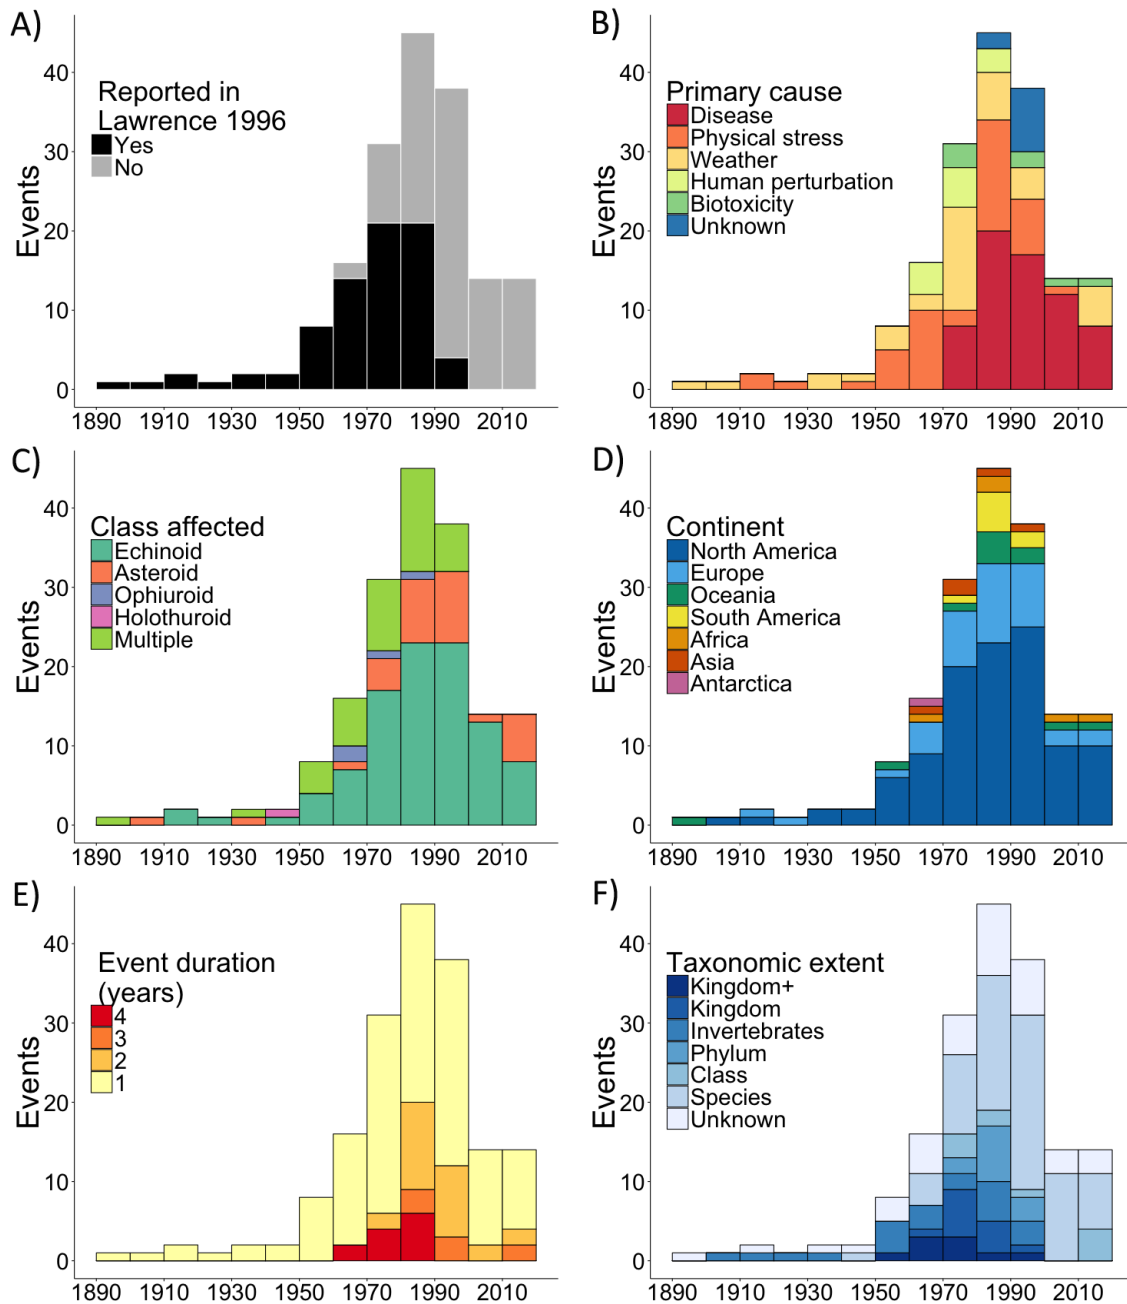 A)
Reported in
Lawrence 1996
Yes
No
Events
40
30
20
10
0
1890 1910 1930 1950 1970 1990 2010
B)
Primary cause
Disease
Physical stress
Weather
Human perturbation
Biotoxicity
Unknown
Events
40
30
20
10
0
1890 1910 1930 1950 1970 1990 2010
C)
Class affected
Echinoid
Asteroid
Ophiuroid
Holothuroid
Multiple
Events
40
30
20
10
0
1890 1910 1930 1950 1970 1990 2010
D)
Continent
North America
Europe
Oceania
South America
Africa
Asia
Antarctica
Events
40
30
20
10
0
1890 1910 1930 1950 1970 1990 2010
E)
Event duration
(years)
4
3
2
1
Events
40
30
20
10
0
1890 1910 1930 1950 1970 1990 2010
F)
Taxonomic extent
Kingdom+
Kingdom
Invertebrates
Phylum
Class
Species
Unknown
Events
40
30
20
10
0
1890 1910 1930 1950 1970 1990 2010